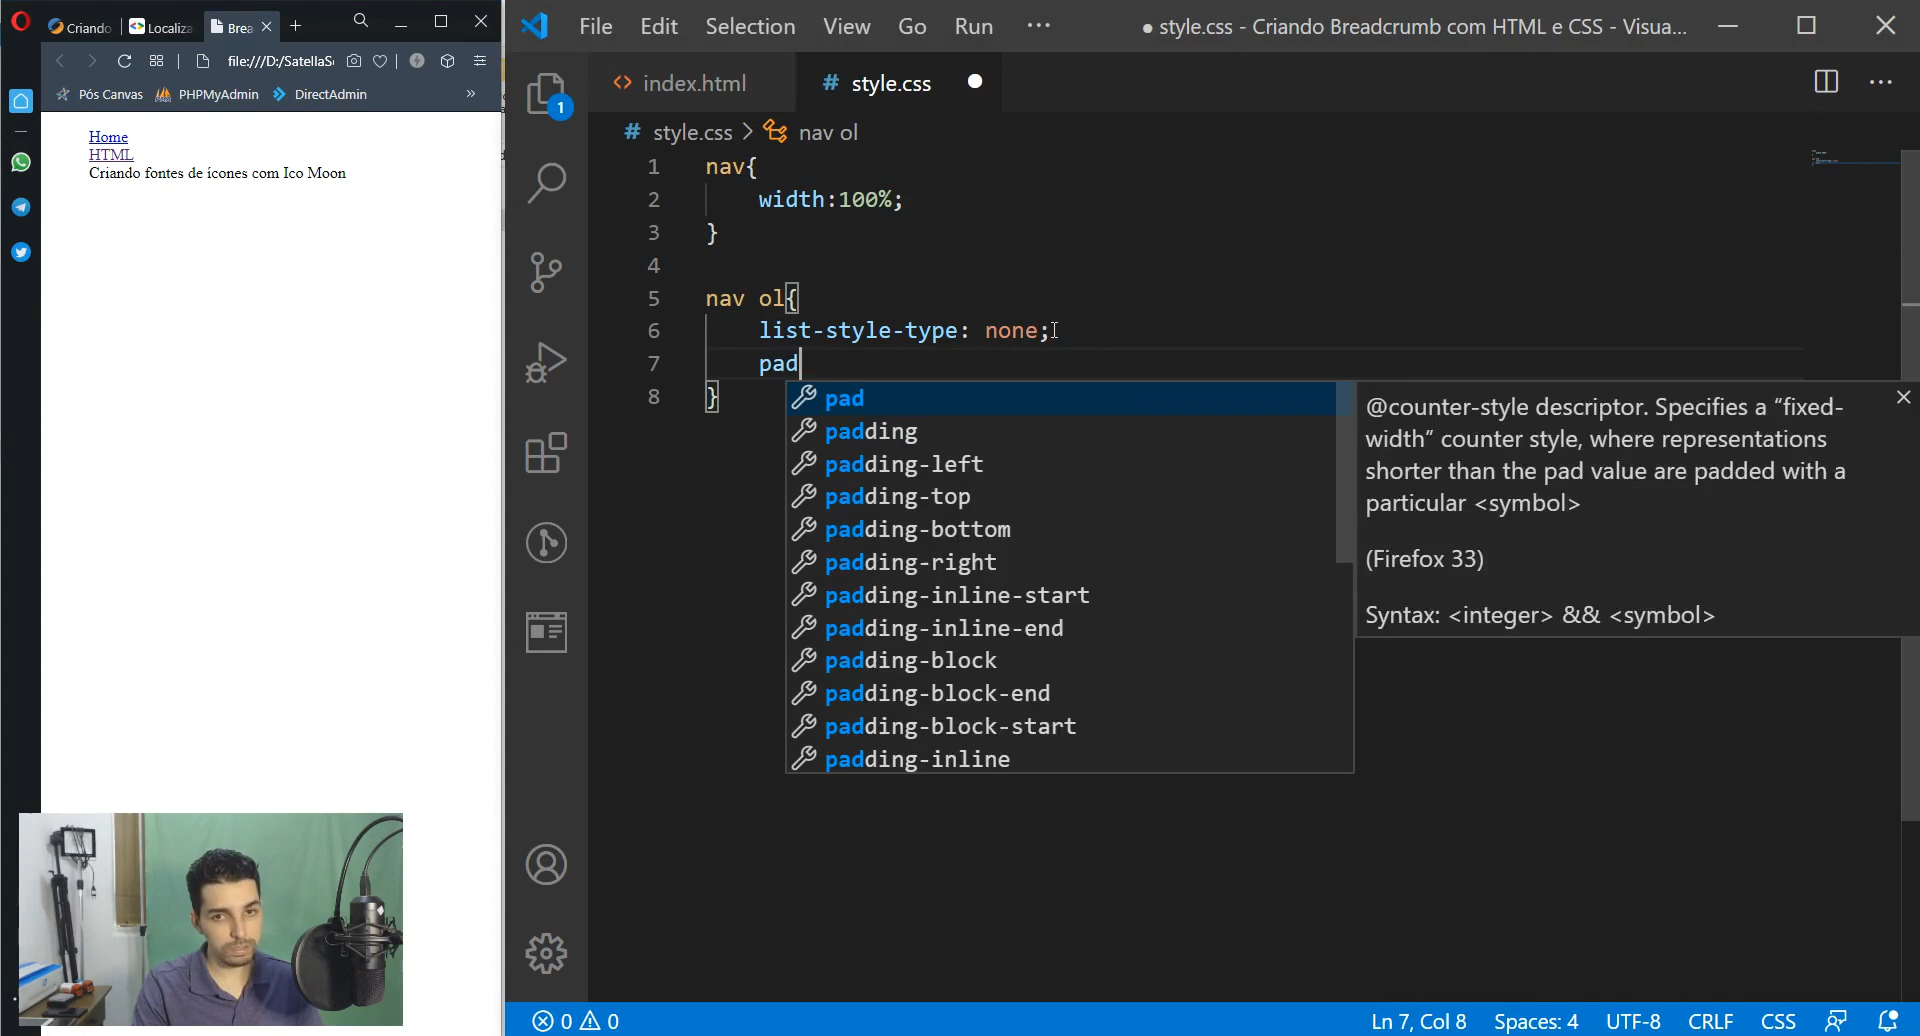 Criando
Localiza
Brea
file:///D:/SatellaS
Pós Canvas
PHPMyAdmin
DirectAdmin
»
Home
HTML
Criando fontes de ícones com Ico Moon
File Edit Selection View Go Run ···
● style.css - Criando Breadcrumb com HTML e CSS - Visua...
1
<> index.html
# style.css ●
# style.css > nav ol
1 nav{
2 width:100%;
3 }
4
5 nav ol{
6 list-style-type: none;
7 pad
8 }
pad
padding
padding-left
padding-top
padding-bottom
padding-right
padding-inline-start
padding-inline-end
padding-block
padding-block-end
padding-block-start
padding-inline
@counter-style descriptor. Specifies a “fixed-
width” counter style, where representations
shorter than the pad value are padded with a
particular <symbol>
(Firefox 33)
Syntax: <integer> && <symbol>
0 0
Ln 7, Col 8 Spaces: 4 UTF-8 CRLF CSS